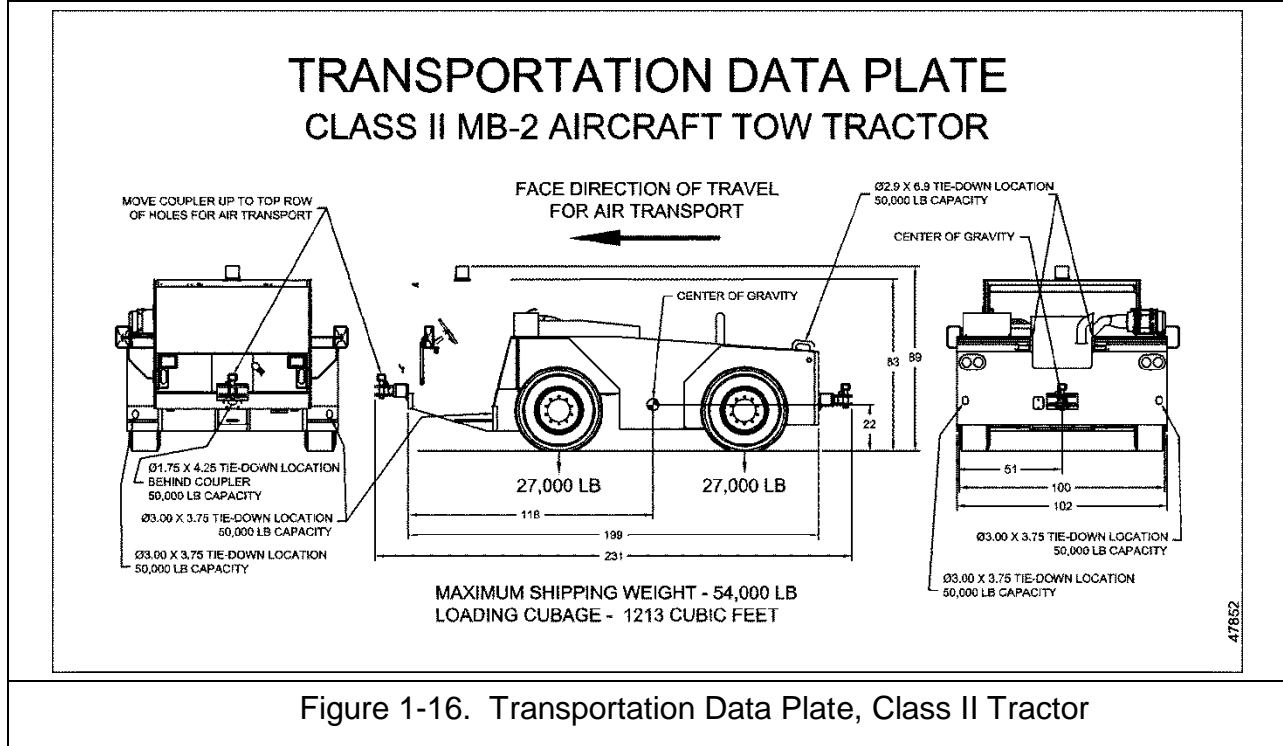 TRANSPORTATION DATA PLATE
CLASS II MB-2 AIRCRAFT TOW TRACTOR
MOVE COUPLER UP TO TOP ROW
OF HOLES FOR AIR TRANSPORT
FACE DIRECTION OF TRAVEL
FOR AIR TRANSPORT
Ø2.9 X 6.9 TIE-DOWN LOCATION
50,000 LB CAPACITY
CENTER OF GRAVITY
CENTER OF GRAVITY
83
89
22
Ø1.75 X 4.25 TIE-DOWN LOCATION
BEHIND COUPLER
50,000 LB CAPACITY
Ø3.00 X 3.75 TIE-DOWN LOCATION
50,000 LB CAPACITY
Ø3.00 X 3.75 TIE-DOWN LOCATION
50,000 LB CAPACITY
27,000 LB
27,000 LB
118
199
231
51
100
102
Ø3.00 X 3.75 TIE-DOWN LOCATION
50,000 LB CAPACITY
Ø3.00 X 3.75 TIE-DOWN LOCATION
50,000 LB CAPACITY
MAXIMUM SHIPPING WEIGHT - 54,000 LB
LOADING CUBAGE - 1213 CUBIC FEET
47852
Figure 1-16. Transportation Data Plate, Class II Tractor